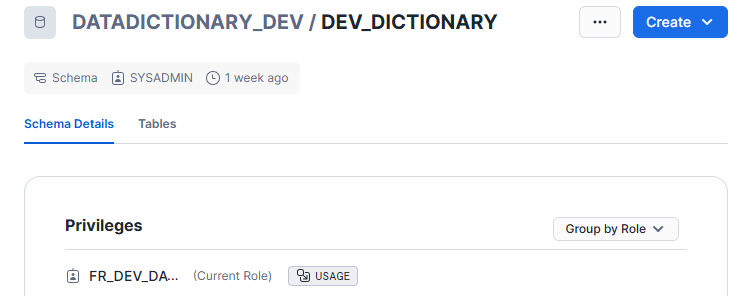 DATADICTIONARY_DEV / DEV_DICTIONARY
Create
Schema SYSADMIN 1 week ago
Schema Details Tables
Privileges
Group by Role
FR_DEV_DA... (Current Role) USAGE